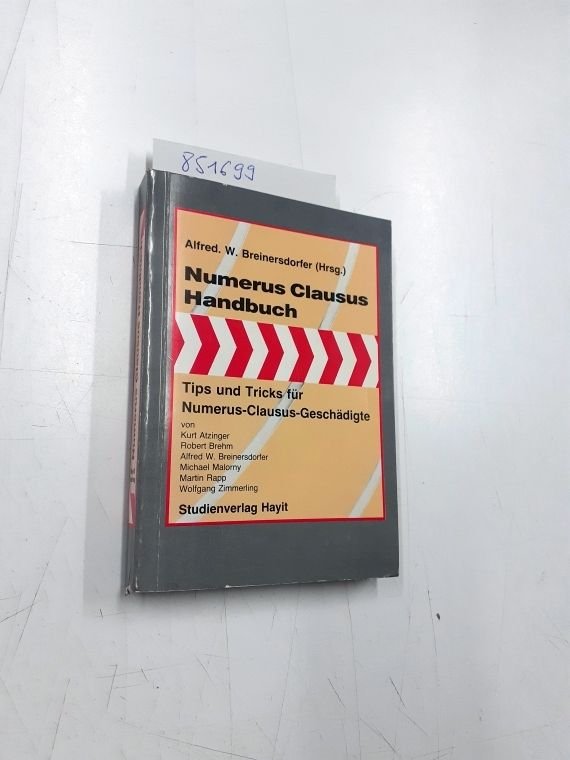 851699
Alfred. W. Breinersdorfer (Hrsg.)
Numerus Clausus
Handbuch
Tips und Tricks für
Numerus-Clausus-Geschädigte
von
Kurt Atzinger
Robert Brehm
Alfred W. Breinersdorfer
Michael Malorny
Martin Rapp
Wolfgang Zimmerling
Studienverlag Hayit